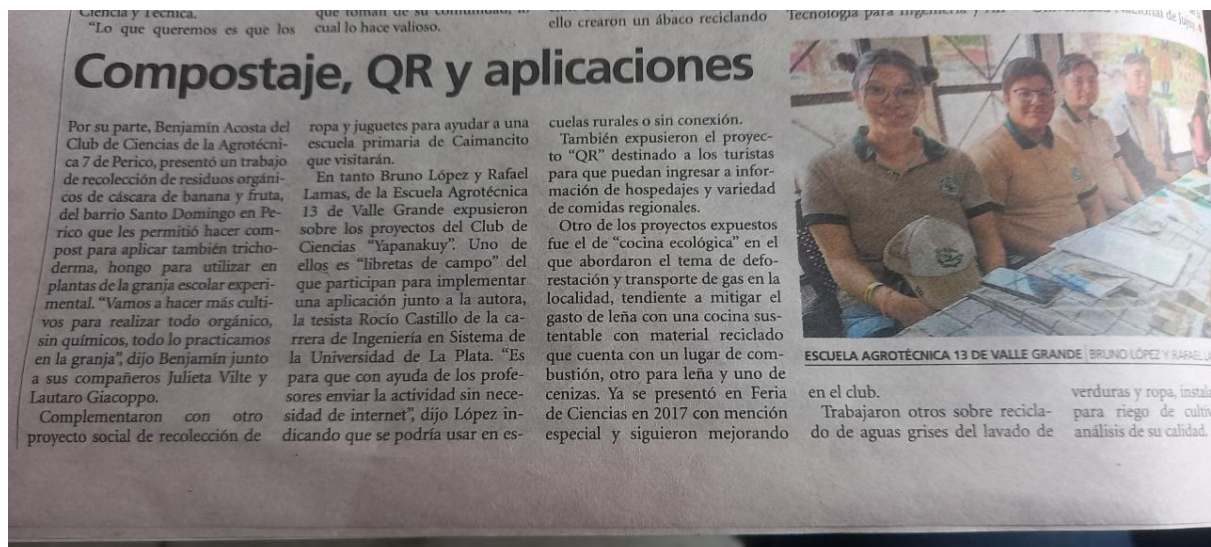 Ciencia y Técnica.
"Lo que queremos es que los
que toman de su comunidad, lo
cual lo hace valioso.
ello crearon un ábaco reciclando
Tecnología para
Compostaje, QR y aplicaciones
Por su parte, Benjamín Acosta del
Club de Ciencias de la Agrotécni-
ca 7 de Perico, presentó un trabajo
de recolección de residuos orgáni-
cos de cáscara de banana y fruta,
del barrio Santo Domingo en Pe-
rico que les permitió hacer com-
post para aplicar también tricho-
derma, hongo para utilizar en
plantas de la granja escolar experi-
mental. "Vamos a hacer más culti-
vos para realizar todo orgánico,
sin químicos, todo lo practicamos
en la granja", dijo Benjamín junto
a sus compañeros Julieta Vilte y
Lautaro Giacoppo.
Complementaron con otro
proyecto social de recolección de
ropa y juguetes para ayudar a una
escuela primaria de Caimancito
que visitarán.
En tanto Bruno López y Rafael
Lamas, de la Escuela Agrotécnica
13 de Valle Grande expusieron
sobre los proyectos del Club de
Ciencias "Yapanakuy". Uno de
ellos es "libretas de campo" del
que participan para implementar
una aplicación junto a la autora,
la tesista Rocío Castillo de la ca-
rrera de Ingeniería en Sistema de
la Universidad de La Plata. "Es
para que con ayuda de los profe-
sores enviar la actividad sin nece-
sidad de internet", dijo López in-
dicando que se podría usar en es-
cuelas rurales o sin conexión.
También expusieron el proyec-
to "QR" destinado a los turistas
para que puedan ingresar a infor-
mación de hospedajes y variedad
de comidas regionales.
Otro de los proyectos expuestos
fue el de "cocina ecológica" en el
que abordaron el tema de defo-
restación y transporte de gas en la
localidad, tendiente a mitigar el
gasto de leña con una cocina sus-
tentable con material reciclado
que cuenta con un lugar de com-
bustión, otro para leña y uno de
cenizas. Ya se presentó en Feria
de Ciencias en 2017 con mención
especial y siguieron mejorando
ESCUELA AGROTÉCNICA 13 DE VALLE GRANDE | BRUNO LÓPEZ Y RAFAEL
en el club.
Trabajaron otros sobre recicla-
do de aguas grises del lavado de
verduras y ropa,
para riego de
análisis de su calidad.